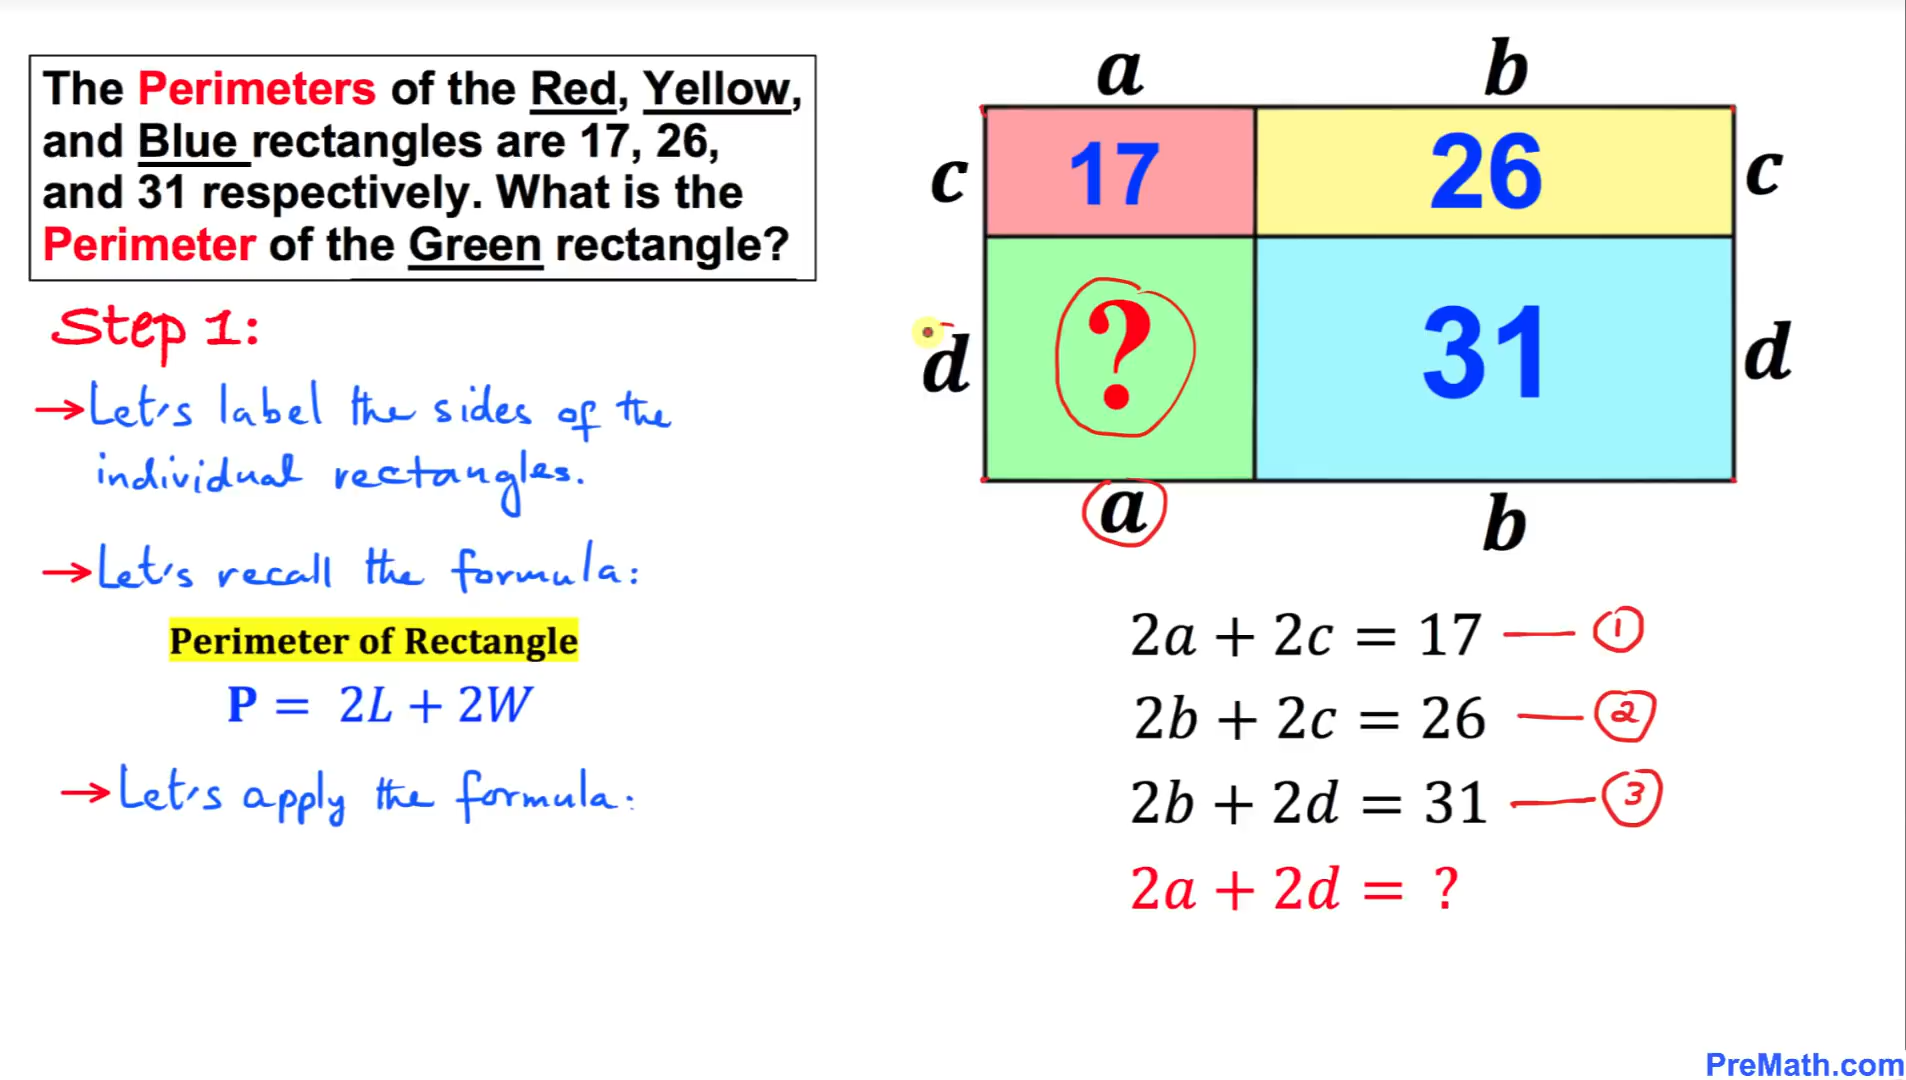 The Perimeters of the Red, Yellow,
and Blue rectangles are 17, 26,
and 31 respectively. What is the
Perimeter of the Green rectangle?
Step 1:
→Let's label the sides of the
individual rectangles.
→Let's recall the formula:
Perimeter of Rectangle
P = 2L + 2W
→Let's apply the formula:
a b
c 17 26 c
d ? 31 d
a b
2a + 2c = 17 — ①
2b + 2c = 26 — ②
2b + 2d = 31 — ③
2a + 2d = ?
PreMath.com